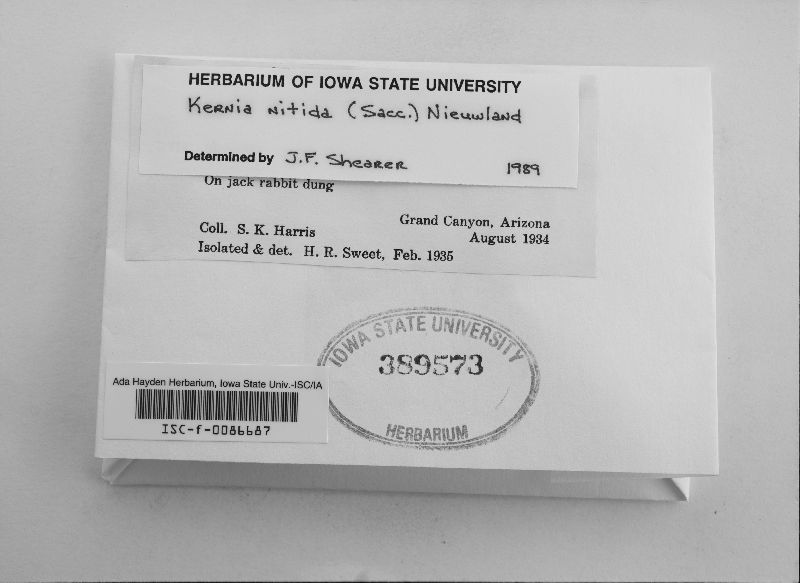 HERBARIUM OF IOWA STATE UNIVERSITY
Kernia nitida (Sacc.) Nieuwland
Determined by J.F. Shearer 1989
On jack rabbit dung
Grand Canyon, Arizona
Coll. S. K. Harris
August 1934
Isolated & det. H. R. Sweet, Feb. 1935
IOWA STATE UNIVERSITY
389573
HERBARIUM
Ada Hayden Herbarium, Iowa State Univ.-ISC/IA
ISC-f-0086687